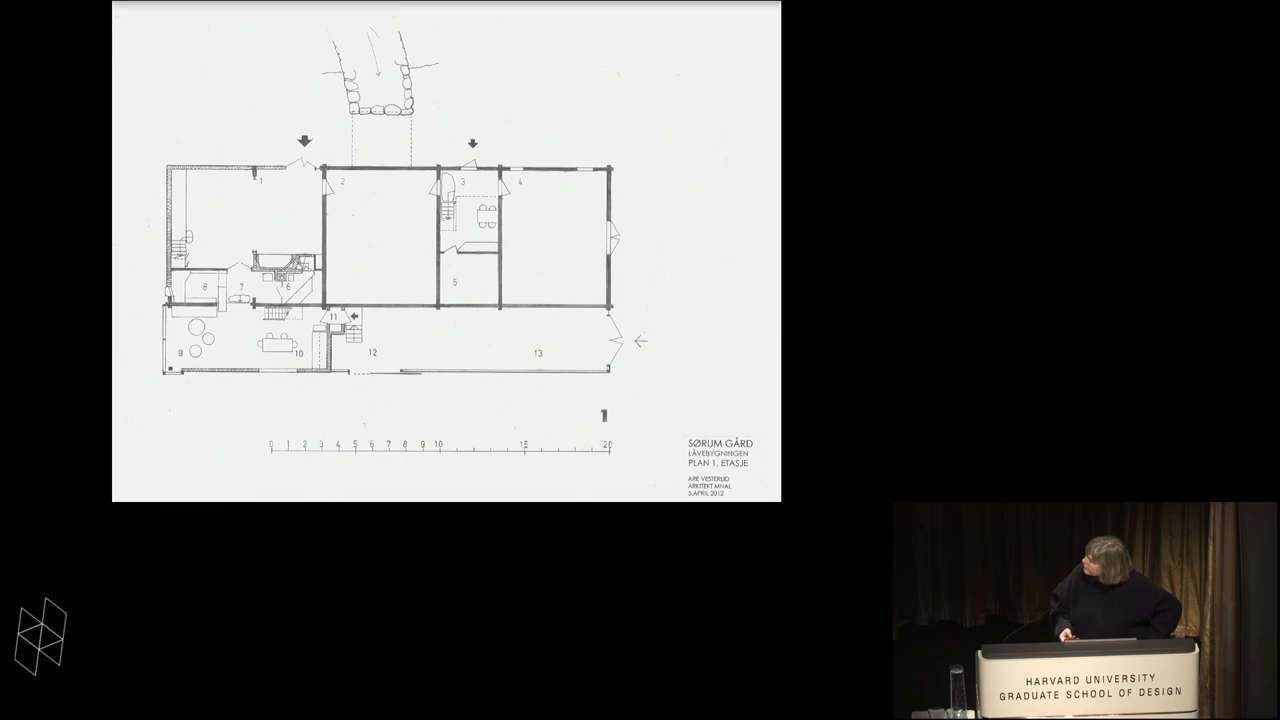 1
2
3
4
5
6
7
8
9
10
11
12
13
1
0 1 2 3 4 5 6 7 8 9 10 15 20
SØRUM GÅRD
LÅVEBYGNINGEN
PLAN 1. ETASJE
ARE VESTERLID
ARKITEKT MNAL
5.APRIL 2012
HARVARD UNIVERSITY
GRADUATE SCHOOL OF DESIGN